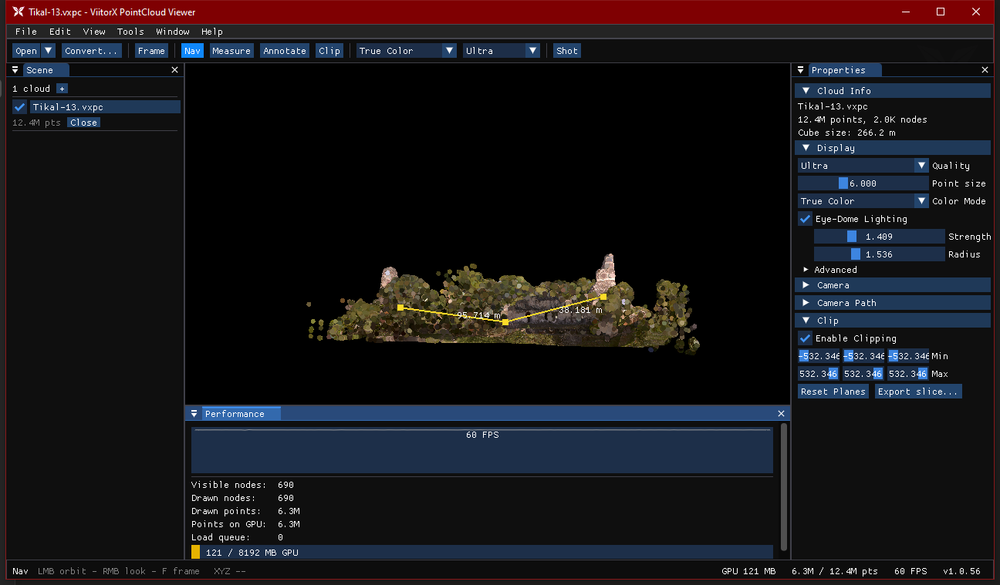 Tikal-13.vxpc - ViitorX PointCloud Viewer
File Edit View Tools Window Help
Open Convert... Frame Nav Measure Annotate Clip True Color Ultra Shot
Scene
1 cloud +
Tikal-13.vxpc
12.4M pts Close
95.714 m
38.181 m
Performance
60 FPS
Visible nodes: 690
Drawn nodes: 690
Drawn points: 6.3M
Points on GPU: 6.3M
Load queue: 0
121 / 8192 MB GPU
Properties
Cloud Info
Tikal-13.vxpc
12.4M points, 2.0K nodes
Cube size: 266.2 m
Display
Ultra Quality
6.000 Point size
True Color Color Mode
Eye-Dome Lighting
1.409 Strength
1.536 Radius
Advanced
Camera
Camera Path
Clip
Enable Clipping
-532.346 -532.346 -532.346 Min
532.346 532.346 532.346 Max
Reset Planes Export slice...
Nav LMB orbit - RMB look - F frame XYZ -- GPU 121 MB 6.3M / 12.4M pts 60 FPS v1.0.56